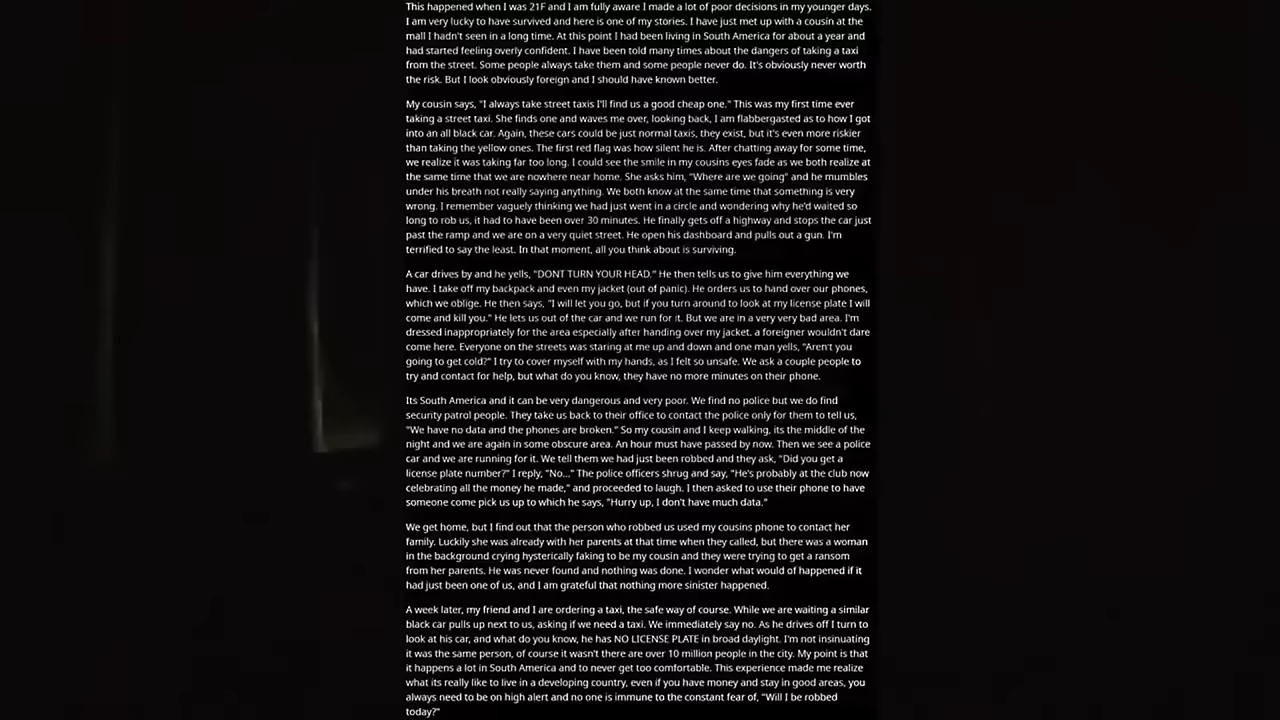 This happened when I was 21F and I am fully aware I made a lot of poor decisions in my younger days.
I am very lucky to have survived and here is one of my stories. I have just met up with a cousin at the
mall I hadn't seen in a long time. At this point I had been living in South America for about a year and
had started feeling overly confident. I have been told many times about the dangers of taking a taxi
from the street. Some people always take them and some people never do. It's obviously never worth
the risk. But I look obviously foreign and I should have known better.
My cousin says, "I always take street taxis I'll find us a good cheap one." This was my first time ever
taking a street taxi. She finds one and waves me over, looking back, I am flabbergasted as to how I got
into an all black car. Again, these cars could be just normal taxis, they exist, but it's even more riskier
than taking the yellow ones. The first red flag was how silent he is. After chatting away for some time,
we realize it was taking far too long. I could see the smile in my cousins eyes fade as we both realize at
the same time that we are nowhere near home. She asks him, "Where are we going" and he mumbles
under his breath not really saying anything. We both know at the same time that something is very
wrong. I remember vaguely thinking we had just went in a circle and wondering why he'd waited so
long to rob us, it had to have been over 30 minutes. He finally gets off a highway and stops the car just
past the ramp and we are on a very quiet street. He open his dashboard and pulls out a gun. I'm
terrified to say the least. In that moment, all you think about is surviving.
A car drives by and he yells, "DONT TURN YOUR HEAD." He then tells us to give him everything we
have. I take off my backpack and even my jacket (out of panic). He orders us to hand over our phones,
which we oblige. He then says, "I will let you go, but if you turn around to look at my license plate I will
come and kill you." He lets us out of the car and we run for it. But we are in a very very bad area. I'm
dressed inappropriately for the area especially after handing over my jacket. a foreigner wouldn't dare
come here. Everyone on the streets was staring at me up and down and one man yells, "Aren't you
going to get cold?" I try to cover myself with my hands, as I felt so unsafe. We ask a couple people to
try and contact for help, but what do you know, they have no more minutes on their phone.
Its South America and it can be very dangerous and very poor. We find no police but we do find
security patrol people. They take us back to their office to contact the police only for them to tell us,
"We have no data and the phones are broken." So my cousin and I keep walking, its the middle of the
night and we are again in some obscure area. An hour must have passed by now. Then we see a police
car and we are running for it. We tell them we had just been robbed and they ask, "Did you get a
license plate number?" I reply, "No..." The police officers shrug and say, "He's probably at the club now
celebrating all the money he made," and proceeded to laugh. I then asked to use their phone to have
someone come pick us up to which he says, "Hurry up, I don't have much data."
We get home, but I find out that the person who robbed us used my cousins phone to contact her
family. Luckily she was already with her parents at that time when they called, but there was a woman
in the background crying hysterically faking to be my cousin and they were trying to get a ransom
from her parents. He was never found and nothing was done. I wonder what would of happened if it
had just been one of us, and I am grateful that nothing more sinister happened.
A week later, my friend and I are ordering a taxi, the safe way of course. While we are waiting a similar
black car pulls up next to us, asking if we need a taxi. We immediately say no. As he drives off I turn to
look at his car, and what do you know, he has NO LICENSE PLATE in broad daylight. I'm not insinuating
it was the same person, of course it wasn't there are over 10 million people in the city. My point is that
it happens a lot in South America and to never get too comfortable. This experience made me realize
what its really like to live in a developing country, even if you have money and stay in good areas, you
always need to be on high alert and no one is immune to the constant fear of, "Will I be robbed
today?"